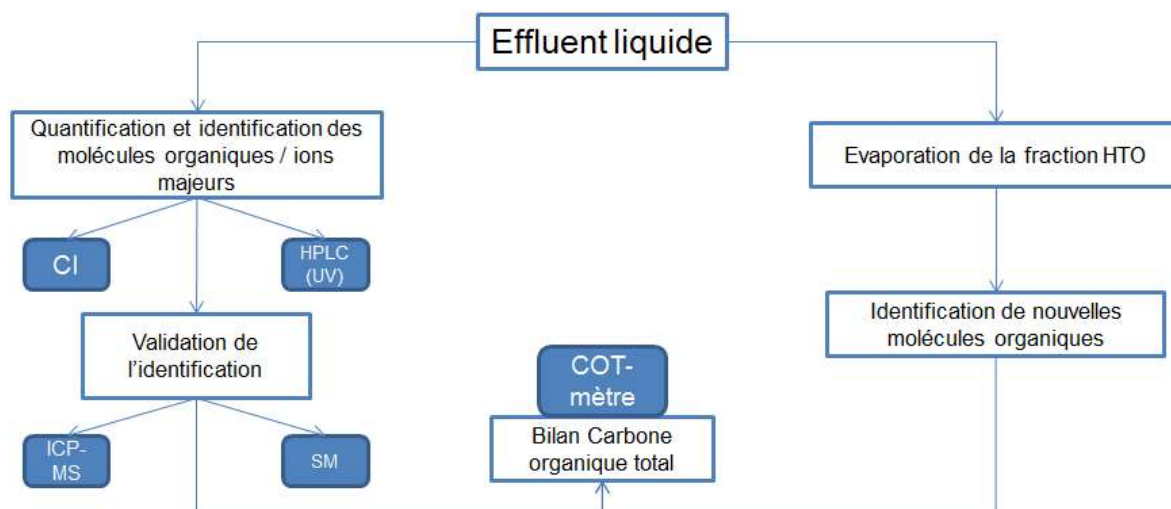 Effluent liquide
Quantification et identification des
molécules organiques / ions
majeurs
Evaporation de la fraction HTO
CI
HPLC
(UV)
Validation de
l'identification
Identification de nouvelles
molécules organiques
COT-
mètre
Bilan Carbone
organique total
ICP-
MS
SM